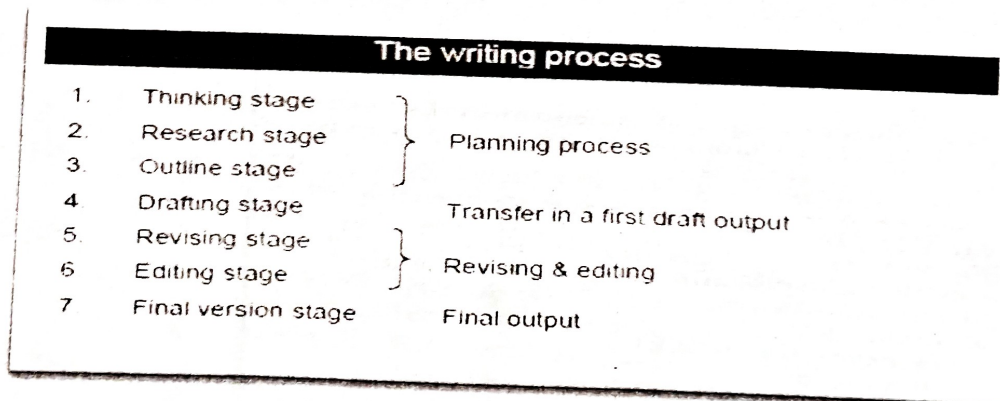 The writing process
1. Thinking stage
2. Research stage Planning process
3. Outline stage
4 Drafting stage Transfer in a first draft output
5. Revising stage
6 Editing stage Revising & editing
7 Final version stage Final output